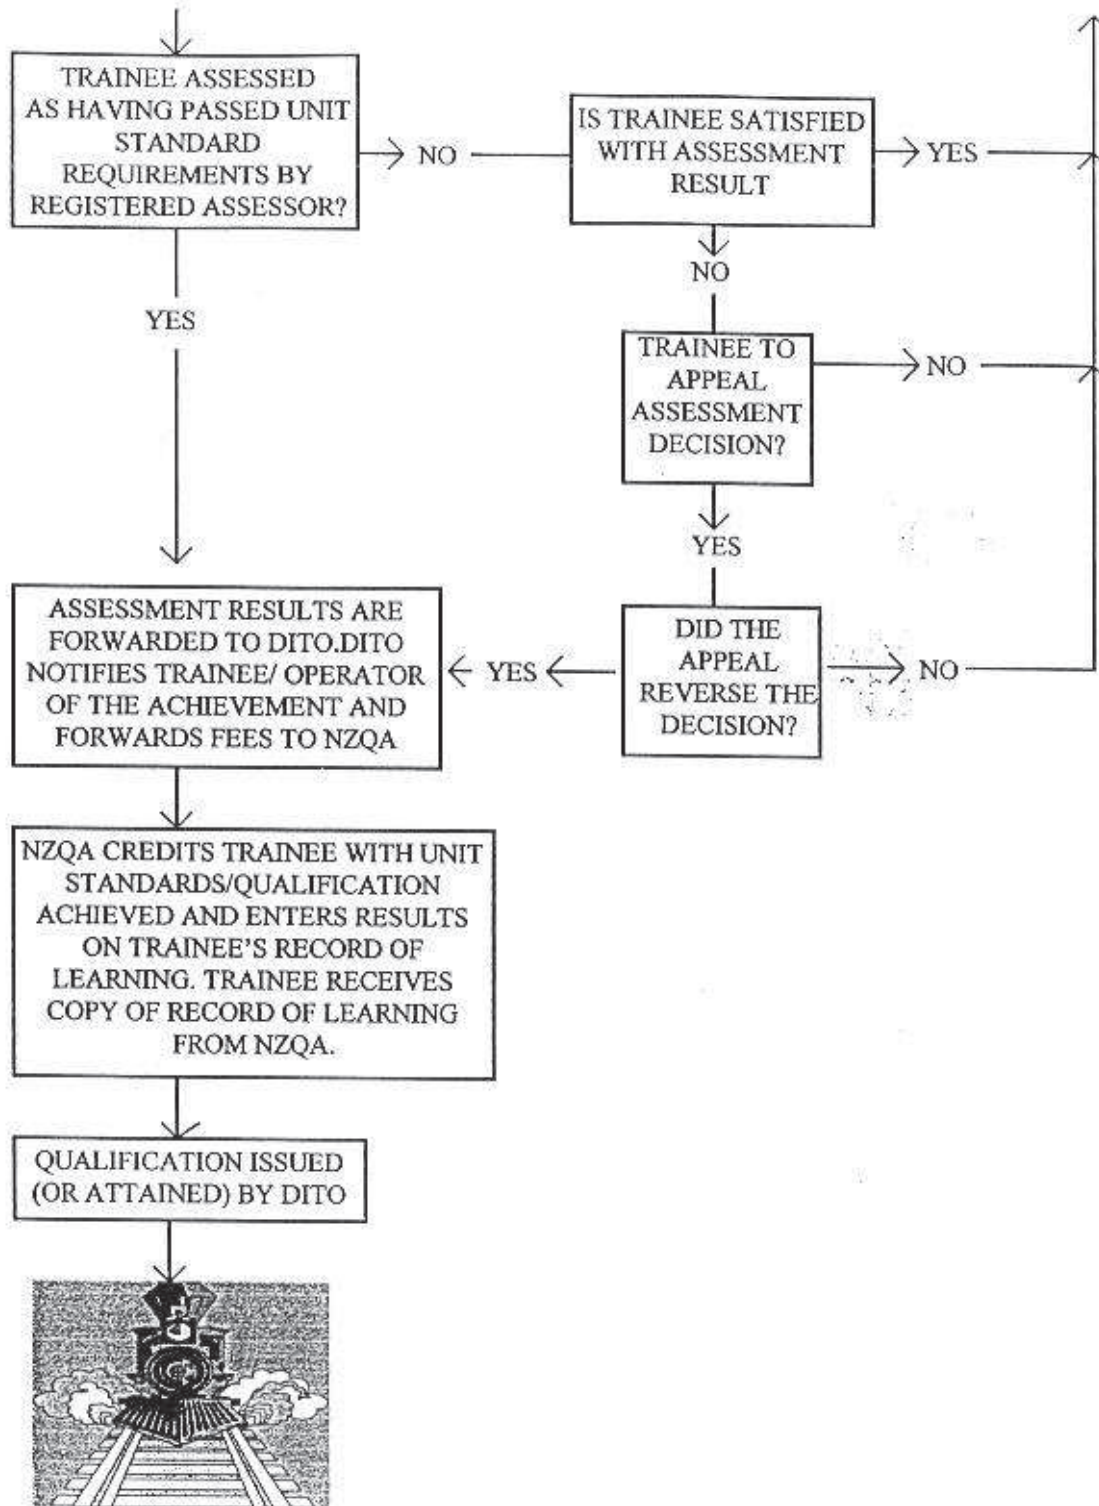 TRAINEE ASSESSED
AS HAVING PASSED UNIT
STANDARD
REQUIREMENTS BY
REGISTERED ASSESSOR?
NO
IS TRAINEE SATISFIED
WITH ASSESSMENT
RESULT
YES
NO
YES
TRAINEE TO
APPEAL
ASSESSMENT
DECISION?
NO
YES
ASSESSMENT RESULTS ARE
FORWARDED TO DITO.DITO
NOTIFIES TRAINEE/ OPERATOR
OF THE ACHIEVEMENT AND
FORWARDS FEES TO NZQA
YES
DID THE
APPEAL
REVERSE THE
DECISION?
NO
NZQA CREDITS TRAINEE WITH UNIT
STANDARDS/QUALIFICATION
ACHIEVED AND ENTERS RESULTS
ON TRAINEE'S RECORD OF
LEARNING. TRAINEE RECEIVES
COPY OF RECORD OF LEARNING
FROM NZQA.
QUALIFICATION ISSUED
(OR ATTAINED) BY DITO